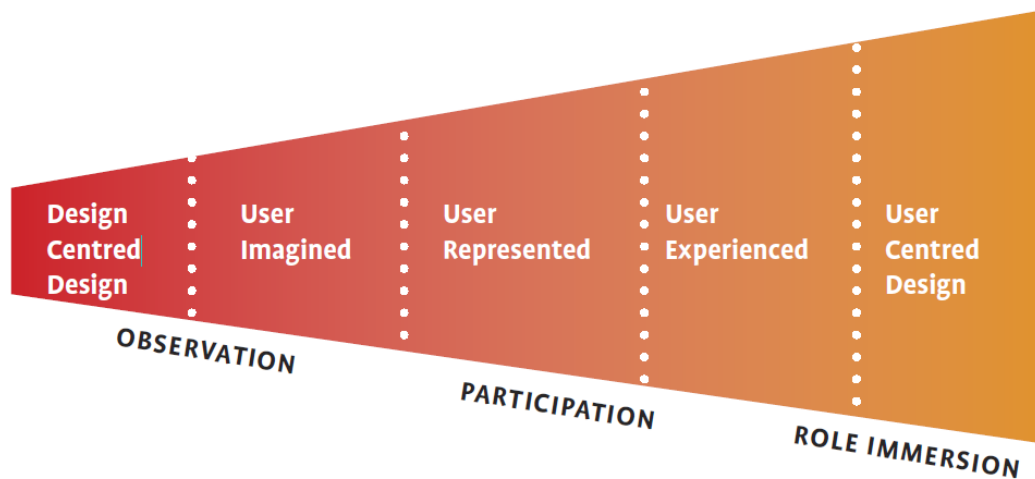 Design
Centred
Design
User
Imagined
User
Represented
User
Experienced
User
Centred
Design
OBSERVATION
PARTICIPATION
ROLE IMMERSION